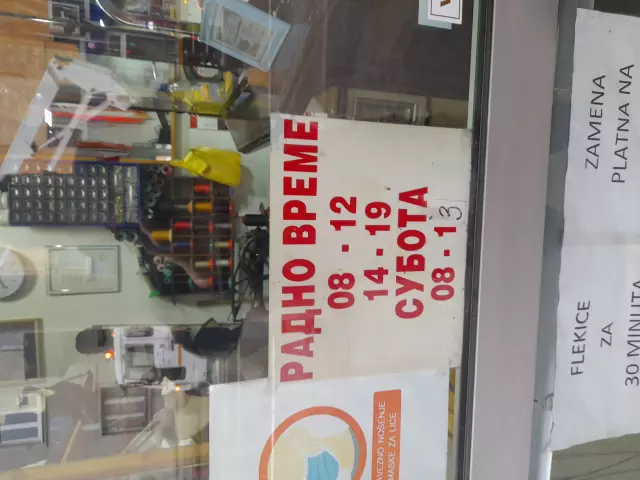 РАДНО ВРЕМЕ
08 - 12
14 - 19
СУБОТА
08 - 13
AVEZNO NOŠENJE
MASKE ZA LICE
ZAMENA
PLATNA NA
FLEKICE
ZA
30 MINUTA